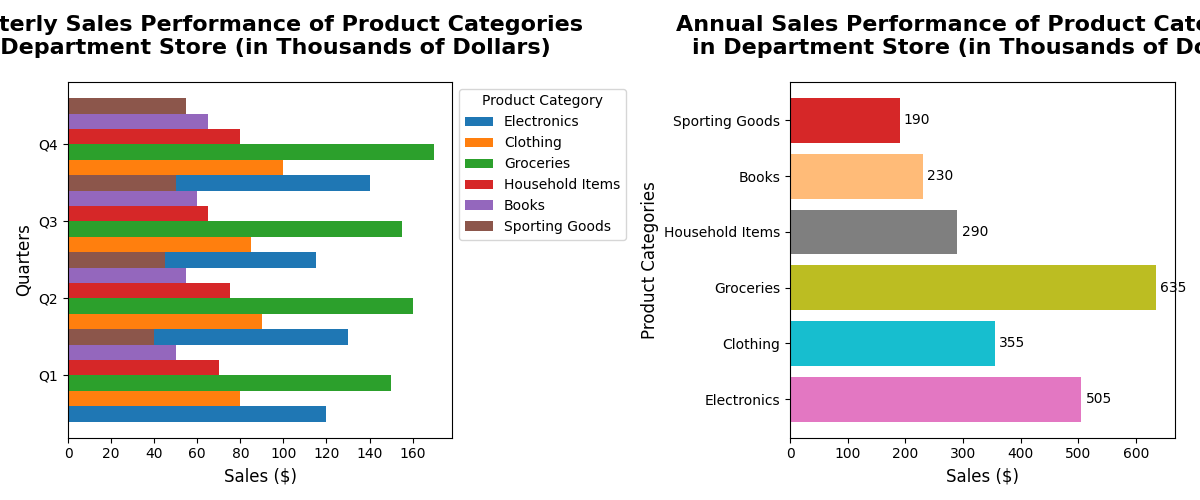 terly Sales Performance of Product Categories
Department Store (in Thousands of Dollars)
Quarters
Q4
Q3
Q2
Q1
0 20 40 60 80 100 120 140 160
Sales ($)
Product Category
Electronics
Clothing
Groceries
Household Items
Books
Sporting Goods
Annual Sales Performance of Product Cate
in Department Store (in Thousands of Do
Product Categories
Sporting Goods 190
Books 230
Household Items 290
Groceries 635
Clothing 355
Electronics 505
0 100 200 300 400 500 600
Sales ($)